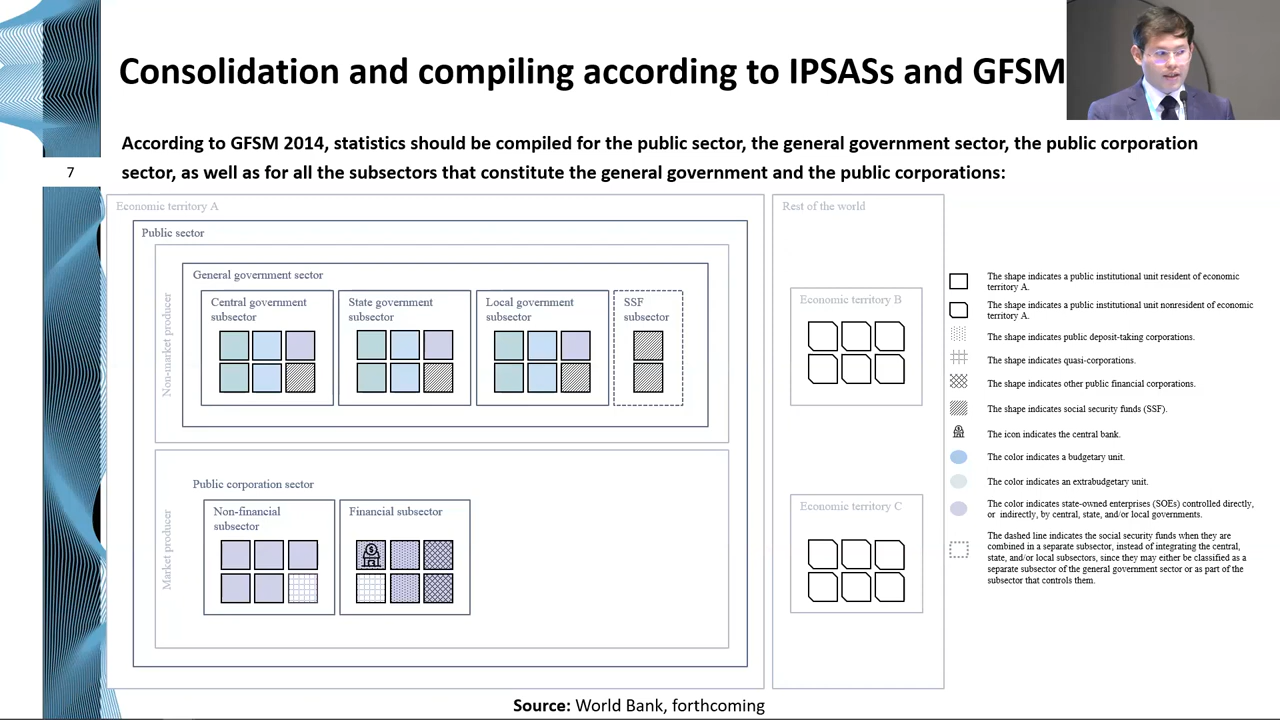 Consolidation and compiling according to IPSASs and GFSM
According to GFSM 2014, statistics should be compiled for the public sector, the general government sector, the public corporation
7
sector, as well as for all the subsectors that constitute the general government and the public corporations:
Economic territory A
Public sector
Non-market producer
General government sector
Central government
subsector
State government
subsector
Local government
subsector
SSF
subsector
Market producer
Public corporation sector
Non-financial
subsector
Financial subsector
Rest of the world
Economic territory B
Economic territory C
The shape indicates a public institutional unit resident of economic
territory A.
The shape indicates a public institutional unit nonresident of economic
territory A.
The shape indicates public deposit-taking corporations.
The shape indicates quasi-corporations.
The shape indicates other public financial corporations.
The shape indicates social security funds (SSF).
The icon indicates the central bank.
The color indicates a budgetary unit.
The color indicates an extrabudgetary unit.
The color indicates state-owned enterprises (SOEs) controlled directly,
or indirectly, by central, state, and/or local governments.
The dashed line indicates the social security funds when they are
combined in a separate subsector, instead of integrating the central,
state, and/or local subsectors, since they may either be classified as a
separate subsector of the general government sector or as part of the
subsector that controls them.
Source: World Bank, forthcoming